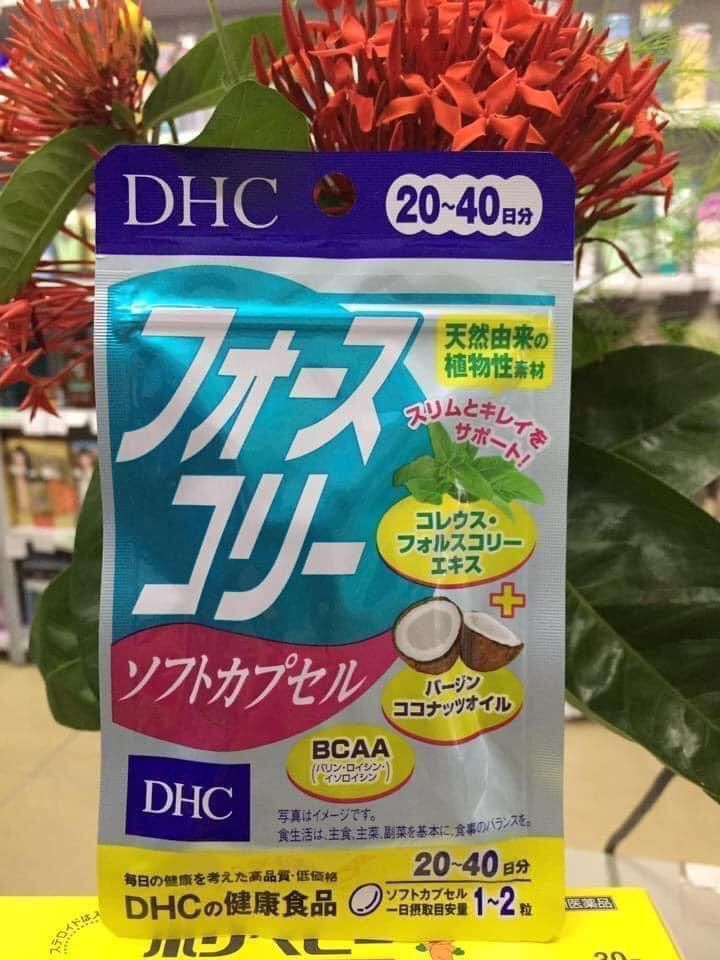 DHC
20~40日分
フォース
コリー
ソフトカプセル
天然由来の
植物性素材
スリムとキレイを
サポート!
コレウス・
フォルスコリー
エキス
+
バージン
ココナッツオイル
BCAA
(バリン・ロイシン・
イソロイシン)
DHC
写真はイメージです。
食生活は、主食、主菜、副菜を基本に、食事のバランスを。
毎日の健康を考えた高品質・低価格
DHCの健康食品
20~40日分
ソフトカプセル
一日摂取目安量 1~2粒
医薬品